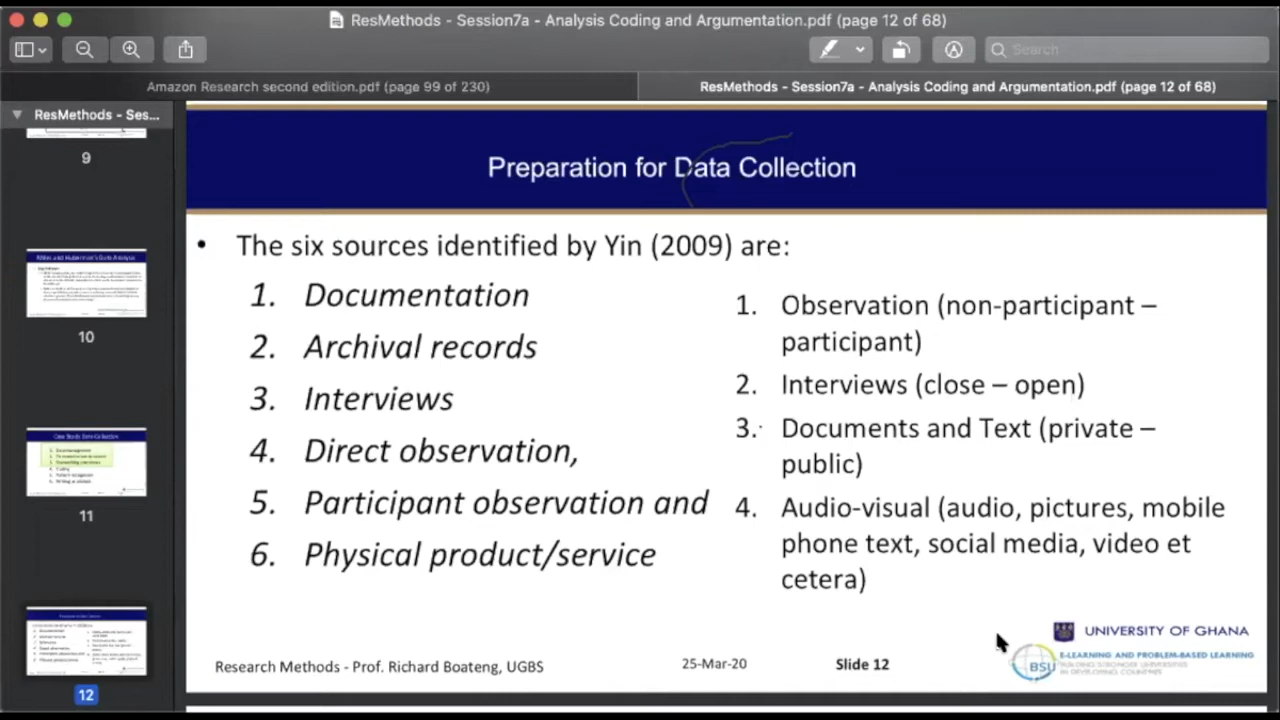 ResMethods - Session7a - Analysis Coding and Argumentation.pdf (page 12 of 68)
Search
Amazon Research second edition.pdf (page 99 of 230)
ResMethods - Session7a - Analysis Coding and Argumentation.pdf (page 12 of 68)
ResMethods - Ses...
9
10
11
12
Preparation for Data Collection
• The six sources identified by Yin (2009) are:
1. Documentation
2. Archival records
3. Interviews
4. Direct observation,
5. Participant observation and
6. Physical product/service
1. Observation (non-participant –
participant)
2. Interviews (close – open)
3. Documents and Text (private –
public)
4. Audio-visual (audio, pictures, mobile
phone text, social media, video et
cetera)
Research Methods - Prof. Richard Boateng, UGBS
25-Mar-20
Slide 12
UNIVERSITY OF GHANA
BSU
E-LEARNING AND PROBLEM-BASED LEARNING
BUILDING STRONGER UNIVERSITIES
IN DEVELOPING COUNTRIES